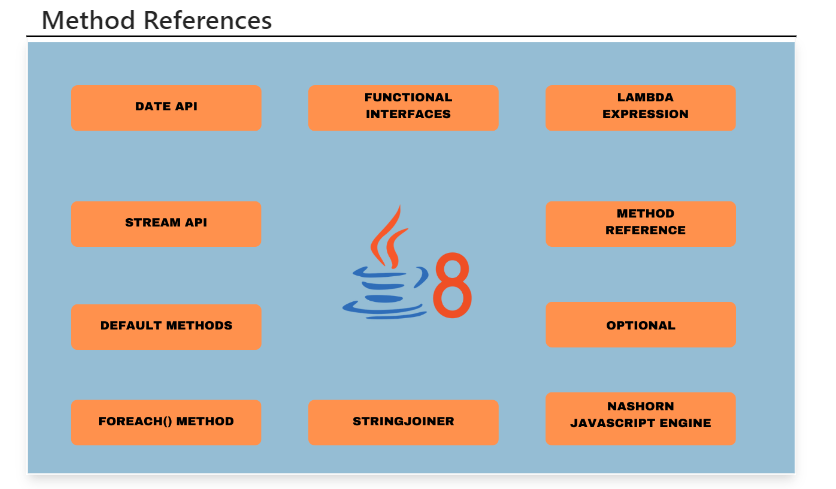 Method References
DATE API
FUNCTIONAL
INTERFACES
LAMBDA
EXPRESSION
STREAM API
METHOD
REFERENCE
8
DEFAULT METHODS
OPTIONAL
FOREACH() METHOD
STRINGJOINER
NASHORN
JAVASCRIPT ENGINE